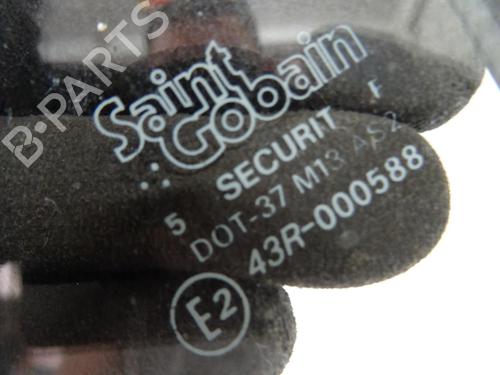 B-PARTS
Saint
Gobain
SECURIT F
5
DOT-37 M13 AS2
43R-000588
E2